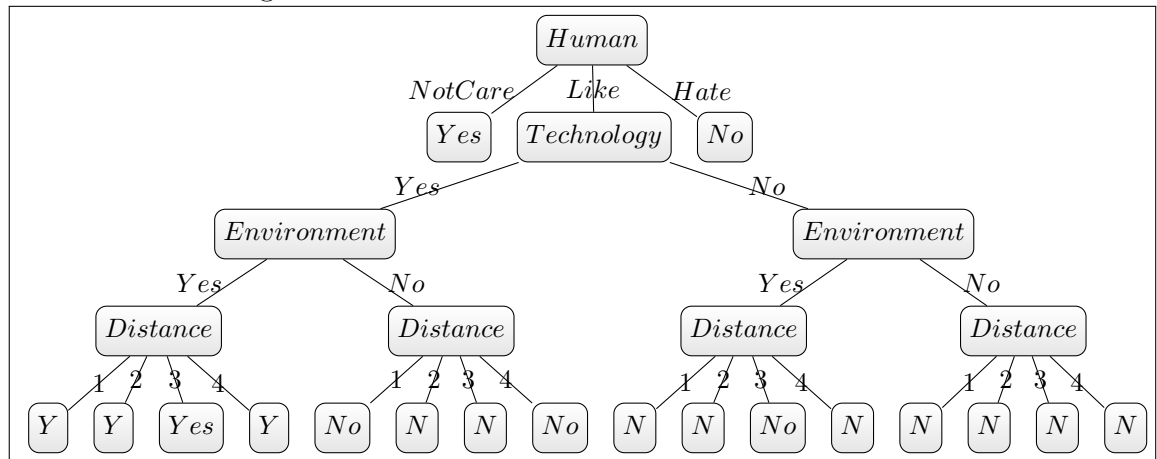 Human
NotCare Like Hate
Yes Technology No
Yes No
Environment Environment
Yes No Yes No
Distance Distance Distance Distance
1 2 3 4 1 2 3 4 1 2 3 4 1 2 3 4
Y Y Yes Y No N N No N N No N N N N N